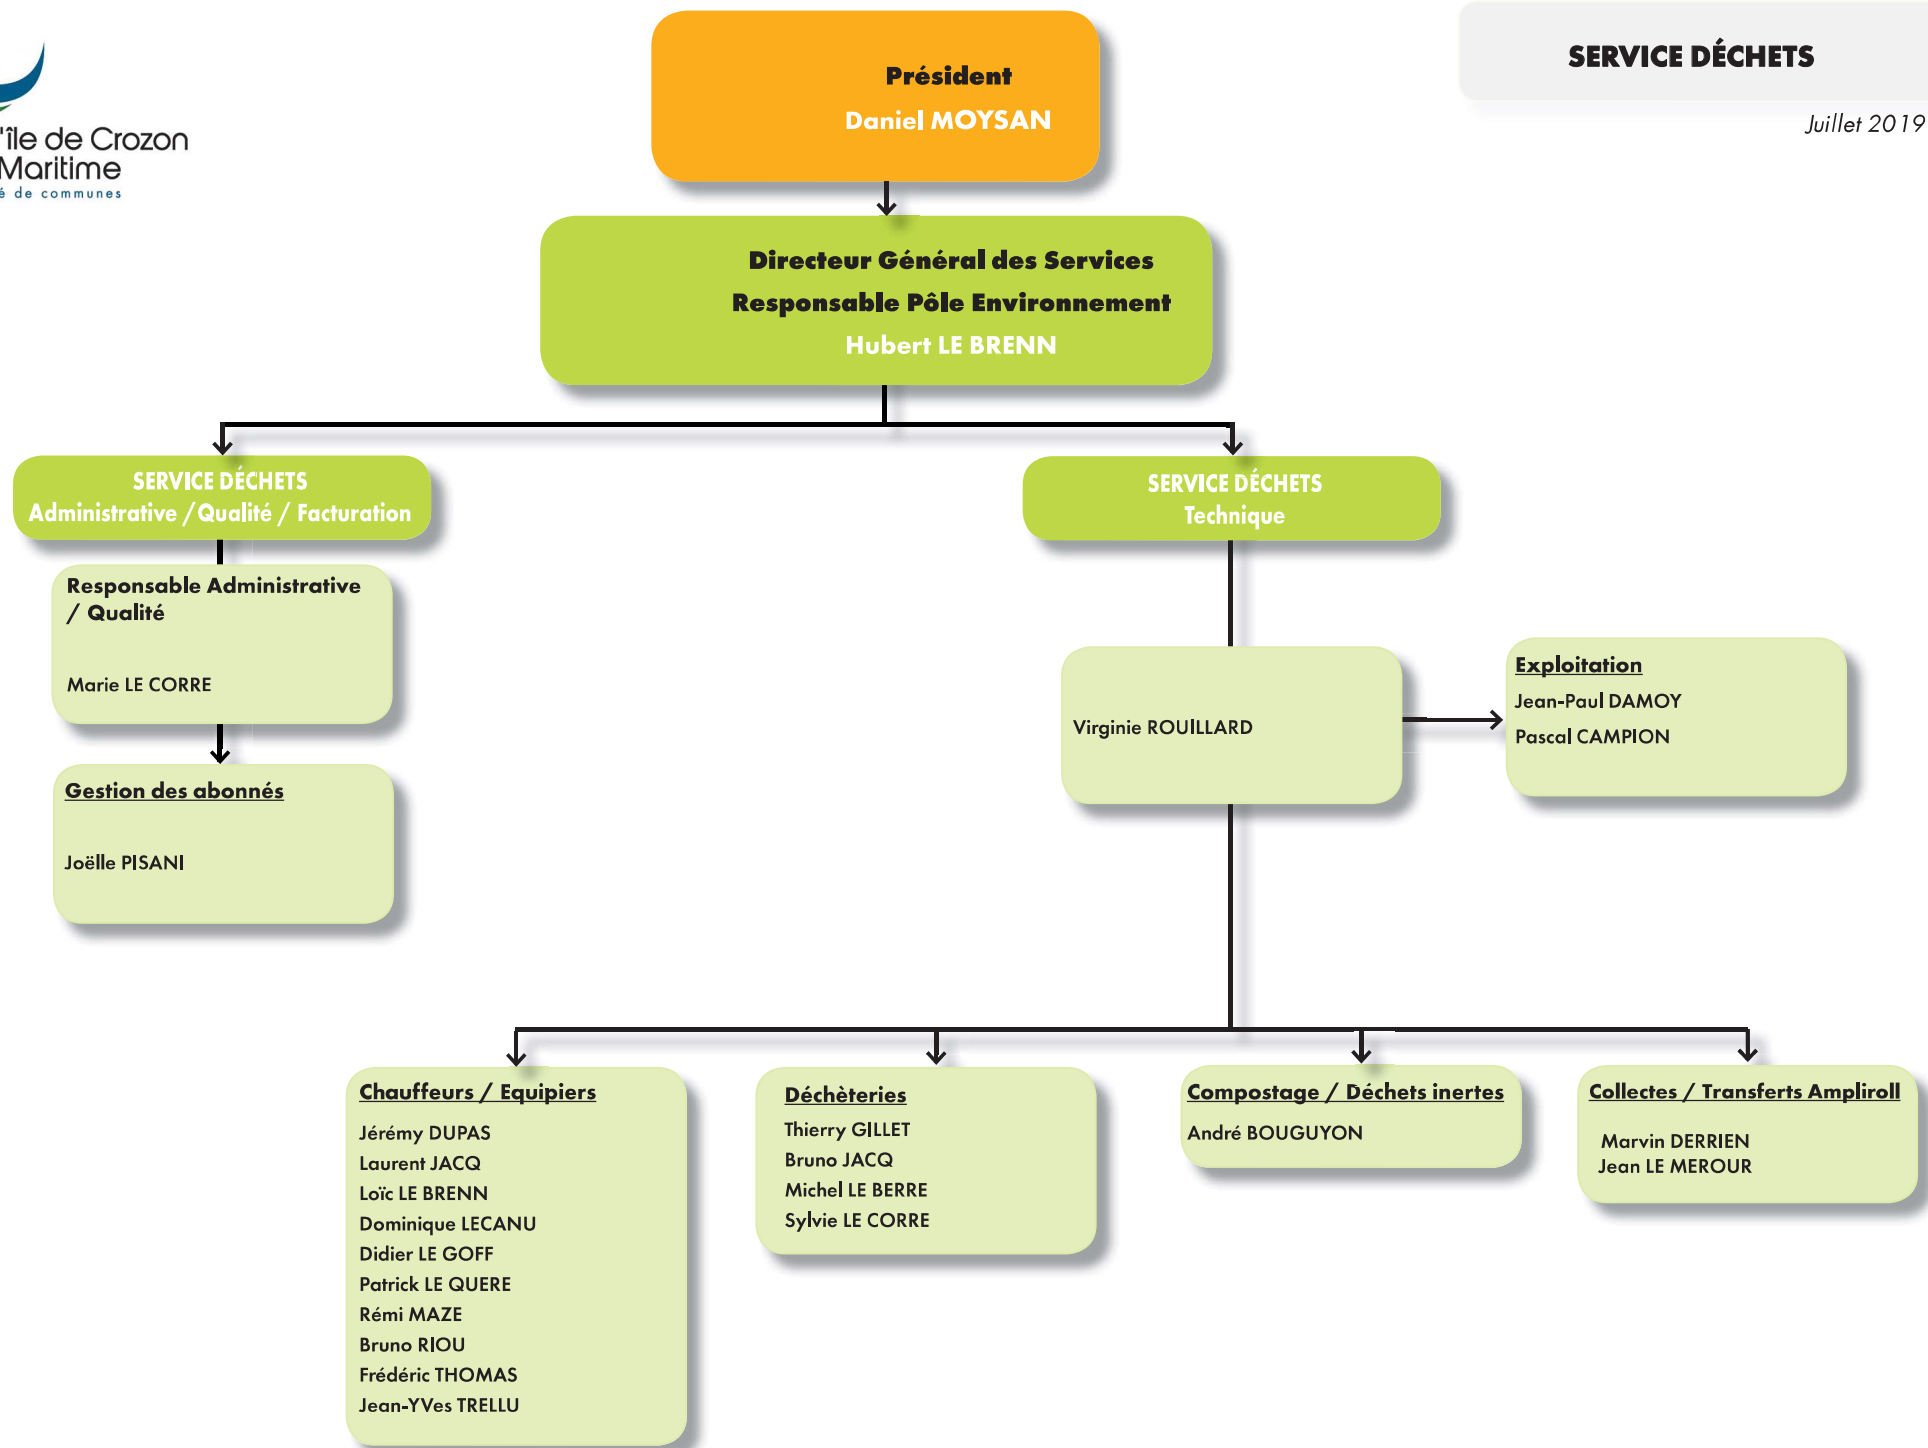 l'île de Crozon
Maritime
é de communes
SERVICE DÉCHETS
Juillet 2019
Président
Daniel MOYSAN
Directeur Général des Services
Responsable Pôle Environnement
Hubert LE BRENN
SERVICE DÉCHETS
Administrative /Qualité / Facturation
Responsable Administrative
/ Qualité
Marie LE CORRE
Gestion des abonnés
Joëlle PISANI
SERVICE DÉCHETS
Technique
Virginie ROUILLARD
Exploitation
Jean-Paul DAMOY
Pascal CAMPION
Chauffeurs / Equipiers
Jérémy DUPAS
Laurent JACQ
Loïc LE BRENN
Dominique LECANU
Didier LE GOFF
Patrick LE QUERE
Rémi MAZE
Bruno RIOU
Frédéric THOMAS
Jean-YVes TRELLU
Déchèteries
Thierry GILLET
Bruno JACQ
Michel LE BERRE
Sylvie LE CORRE
Compostage / Déchets inertes
André BOUGUYON
Collectes / Transferts Ampliroll
Marvin DERRIEN
Jean LE MEROUR